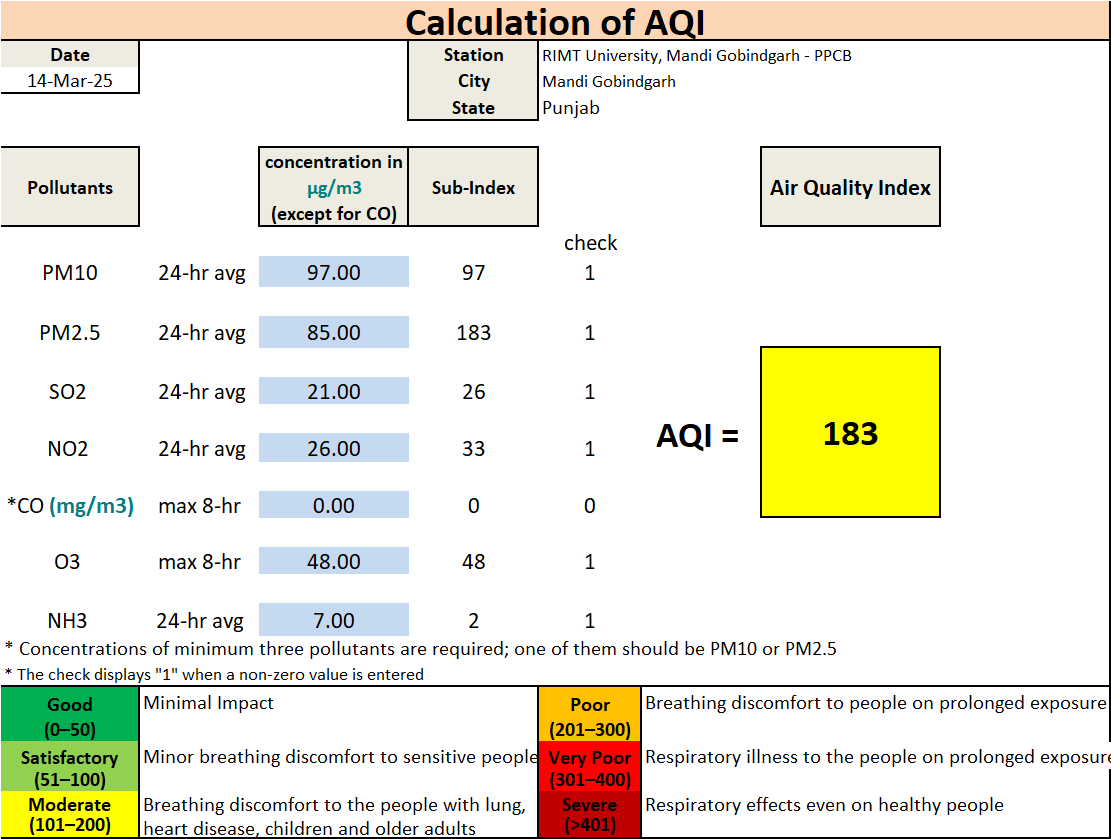 Calculation of AQI
Date
14-Mar-25
Station RIMT University, Mandi Gobindgarh - PPCB
City Mandi Gobindgarh
State Punjab
Pollutants
concentration in
µg/m3
(except for CO)
Sub-Index
Air Quality Index
check
PM10 24-hr avg 97.00 97 1
PM2.5 24-hr avg 85.00 183 1
SO2 24-hr avg 21.00 26 1
NO2 24-hr avg 26.00 33 1
*CO (mg/m3) max 8-hr 0.00 0 0
O3 max 8-hr 48.00 48 1
NH3 24-hr avg 7.00 2 1
AQI = 183
* Concentrations of minimum three pollutants are required; one of them should be PM10 or PM2.5
* The check displays "1" when a non-zero value is entered
Good
(0–50)
Minimal Impact
Poor
(201–300)
Breathing discomfort to people on prolonged exposure
Satisfactory
(51–100)
Minor breathing discomfort to sensitive people
Very Poor
(301–400)
Respiratory illness to the people on prolonged exposure
Moderate
(101–200)
Breathing discomfort to the people with lung,
heart disease, children and older adults
Severe
(>401)
Respiratory effects even on healthy people